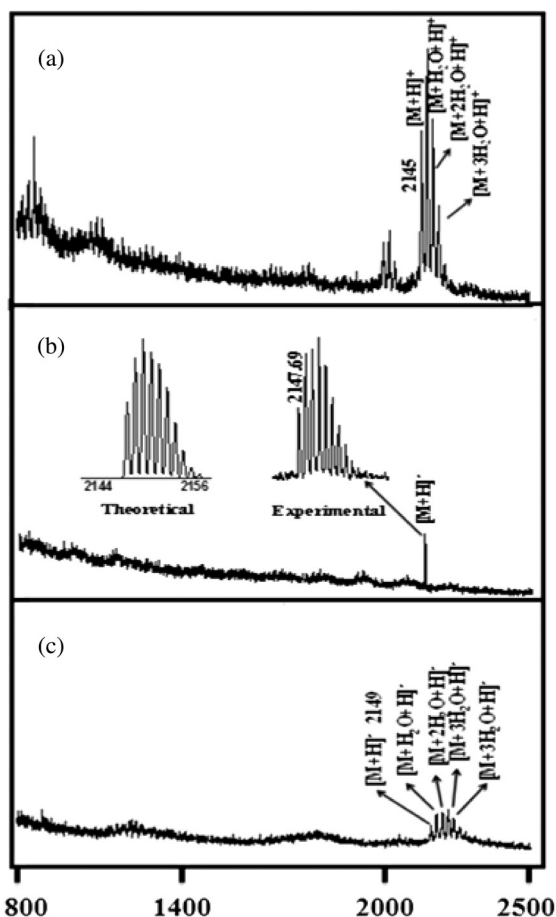 (a)
2145
[M+H]⁺
[M+H₂O+H]⁺
[M+2H₂O+H]⁺
[M+3H₂O+H]⁺
(b)
2147.69
2144
2156
Theoretical
Experimental
[M+H]⁺
(c)
[M+H]⁺ 2149
[M+H₂O+H]⁺
[M+2H₂O+H]⁺
[M+3H₂O+H]⁺
[M+3H₂O+H]⁺
800
1400
2000
2500